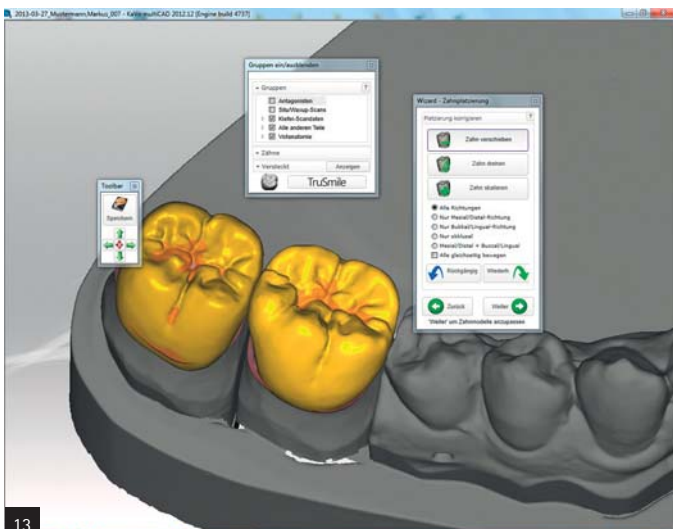 2013-03-27_Mustermann,Markus_007 - KaVo multiCAD 2012.12 [Engine build 4737]
Gruppen ein/ausblenden
Gruppen
?
Antagonisten
Situ/Waxup-Scans
Kiefer-Scandaten
Alle anderen Teile
Vollanatomie
Zähne
Versteckt
Anzeigen
TruSmile
Toolbar
Speichern
Wizard - Zahnplatzierung
Platzierung korrigieren
?
Zahn verschieben
Zahn drehen
Zahn skalieren
Alle Richtungen
Nur Mesial/Distal-Richtung
Nur Bukkal/Lingual-Richtung
Nur okklusal
Mesial/Distal + Buccal/Lingual
Alle gleichzeitig bewegen
Rückgängig
Wiederh
Zurück
Weiter
'Weiter' um Zahnmodelle anzupassen
13